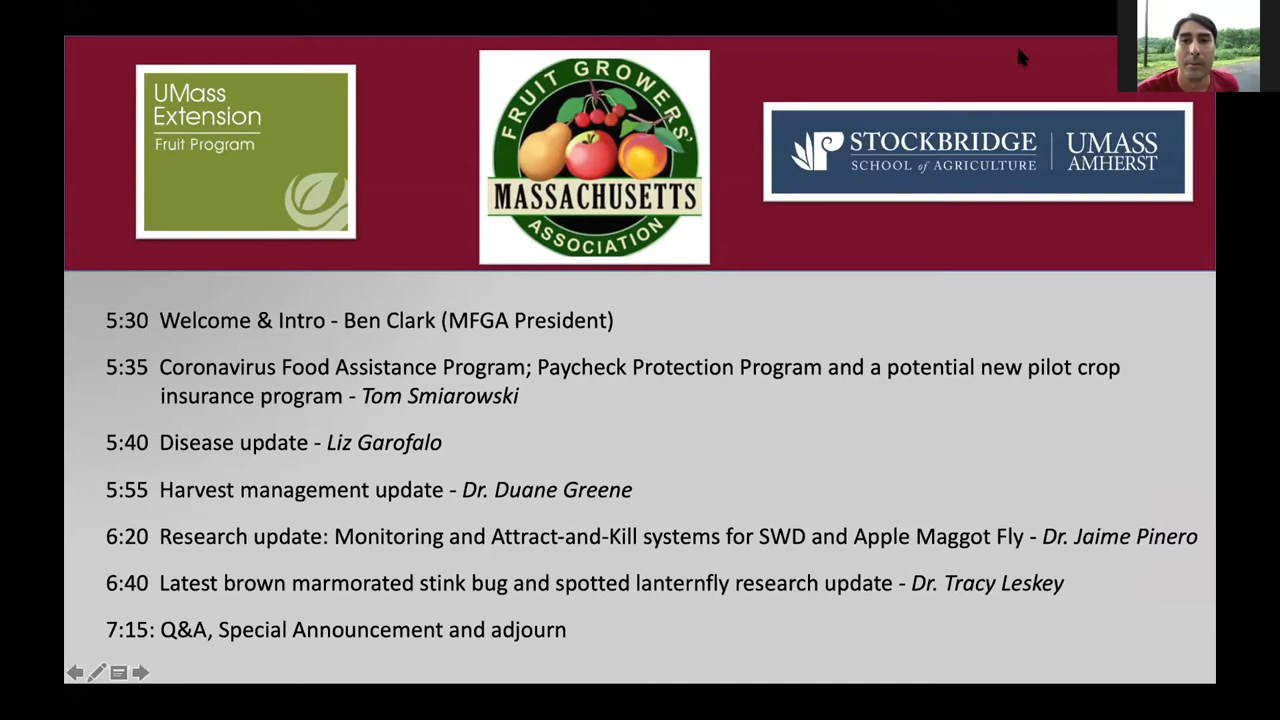 UMass
Extension
Fruit Program
FRUIT GROWERS'
MASSACHUSETTS
ASSOCIATION
STOCKBRIDGE
SCHOOL of AGRICULTURE
UMASS
AMHERST
5:30 Welcome & Intro - Ben Clark (MFGA President)
5:35 Coronavirus Food Assistance Program; Paycheck Protection Program and a potential new pilot crop
insurance program - Tom Smiarowski
5:40 Disease update - Liz Garofalo
5:55 Harvest management update - Dr. Duane Greene
6:20 Research update: Monitoring and Attract-and-Kill systems for SWD and Apple Maggot Fly - Dr. Jaime Pinero
6:40 Latest brown marmorated stink bug and spotted lanternfly research update - Dr. Tracy Leskey
7:15: Q&A, Special Announcement and adjourn